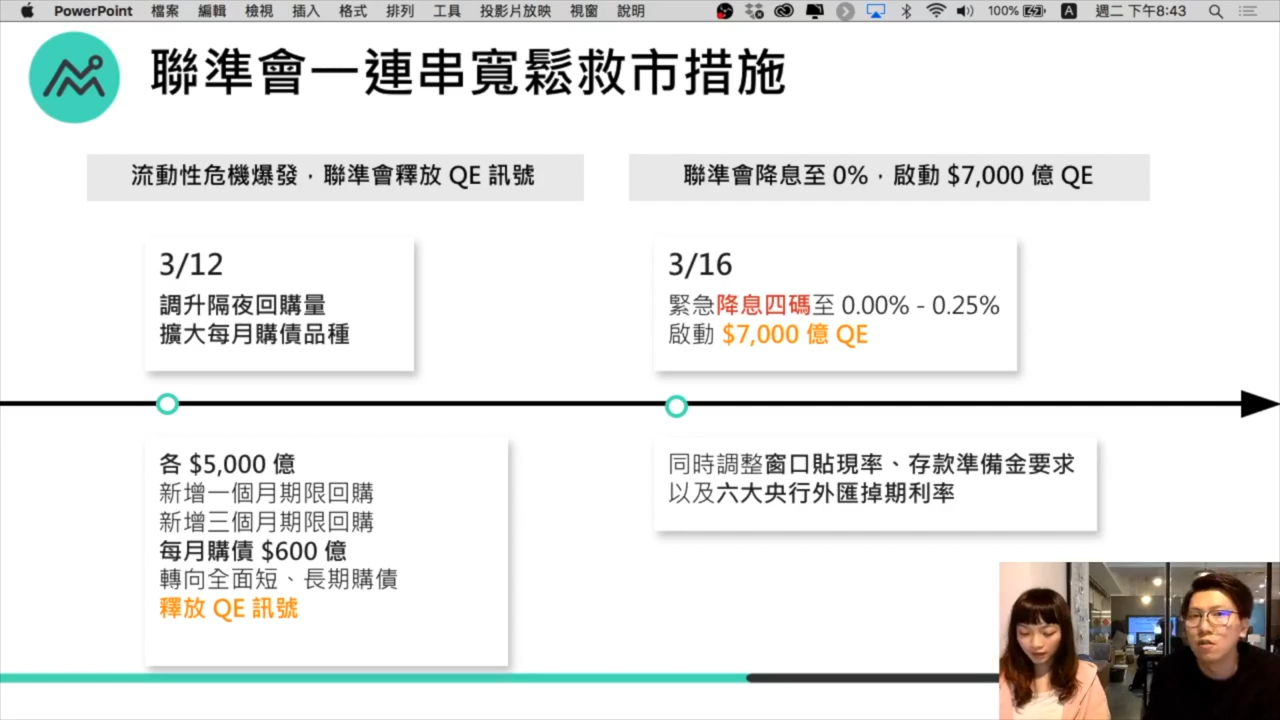 PowerPoint 檔案 編輯 檢視 插入 格式 排列 工具 投影片放映 視窗 說明 100% A 週二 下午8:43
聯準會一連串寬鬆救市措施
流動性危機爆發，聯準會釋放 QE 訊號
聯準會降息至 0%，啟動 $7,000 億 QE
3/12
調升隔夜回購量
擴大每月購債品種
3/16
緊急降息四碼至 0.00% - 0.25%
啟動 $7,000 億 QE
各 $5,000 億
新增一個月期限回購
新增三個月期限回購
每月購債 $600 億
轉向全面短、長期購債
釋放 QE 訊號
同時調整窗口貼現率、存款準備金要求
以及六大央行外匯掉期利率